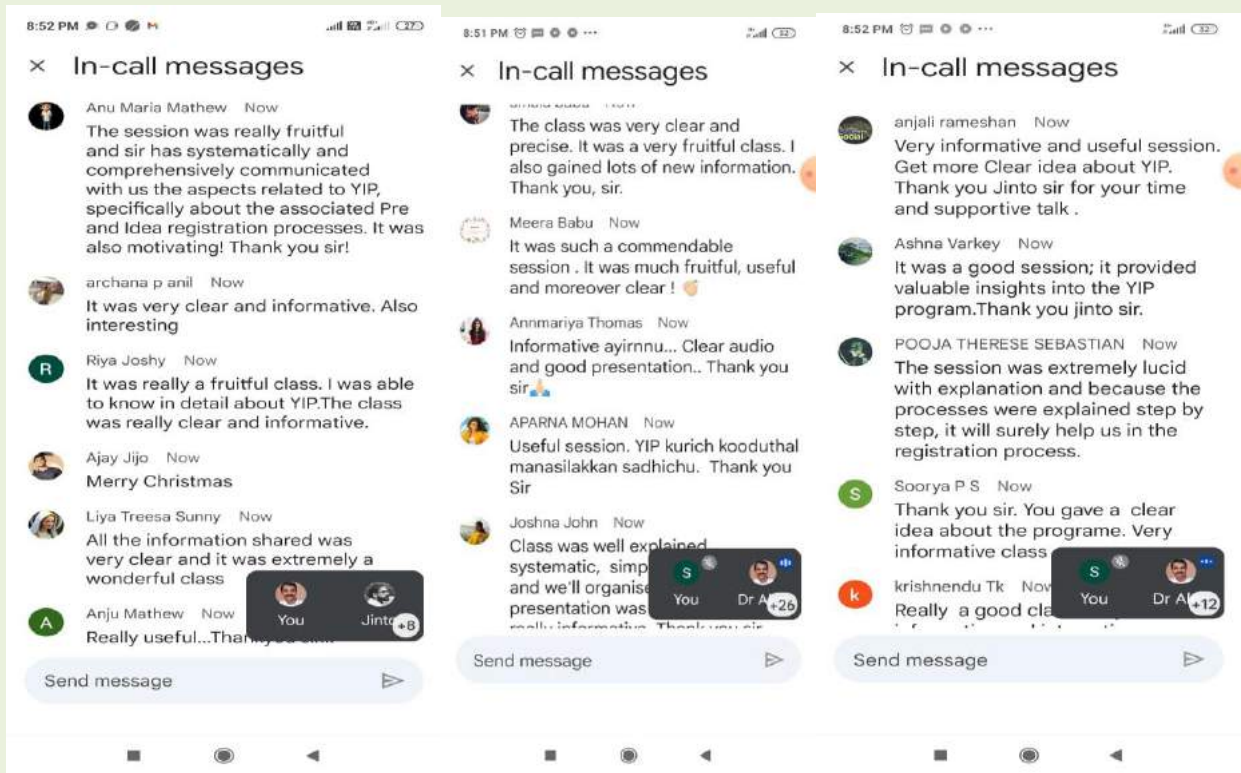 8:52 PM
27
× In-call messages
Anu Maria Mathew Now
The session was really fruitful
and sir has systematically and
comprehensively communicated
with us the aspects related to YIP,
specifically about the associated Pre
and Idea registration processes. It was
also motivating! Thank you sir!
archana p anil Now
It was very clear and informative. Also
interesting
R
Riya Joshy Now
It was really a fruitful class. I was able
to know in detail about YIP.The class
was really clear and informative.
Ajay Jijo Now
Merry Christmas
Liya Treesa Sunny Now
All the information shared was
very clear and it was extremely a
wonderful class
A
Anju Mathew Now
Really useful...
You
+8
Send message
8:51 PM
32
× In-call messages
The class was very clear and
precise. It was a very fruitful class. I
also gained lots of new information.
Thank you, sir.
Meera Babu Now
It was such a commendable
session . It was much fruitful, useful
and moreover clear ! 👏🏻
Annmariya Thomas Now
Informative ayirnnu... Clear audio
and good presentation.. Thank you
sir🙏🏻
APARNA MOHAN Now
Useful session. YIP kurich kooduthal
manasilakkan sadhichu. Thank you
Sir
Joshna John Now
Class was well explained
systematic,
and we'll organise
presentation was
really informative. Thank you sir
S
You
Dr
+26
Send message
8:52 PM
32
× In-call messages
Social
anjali rameshan Now
Very informative and useful session.
Get more Clear idea about YIP.
Thank you Jinto sir for your time
and supportive talk .
Ashna Varkey Now
It was a good session; it provided
valuable insights into the YIP
program.Thank you jinto sir.
POOJA THERESE SEBASTIAN Now
The session was extremely lucid
with explanation and because the
processes were explained step by
step, it will surely help us in the
registration process.
S
Soorya P S Now
Thank you sir. You gave a clear
idea about the programe. Very
informative class
k
krishnendu Tk Now
Really a good
S
You
Dr
+12
Send message